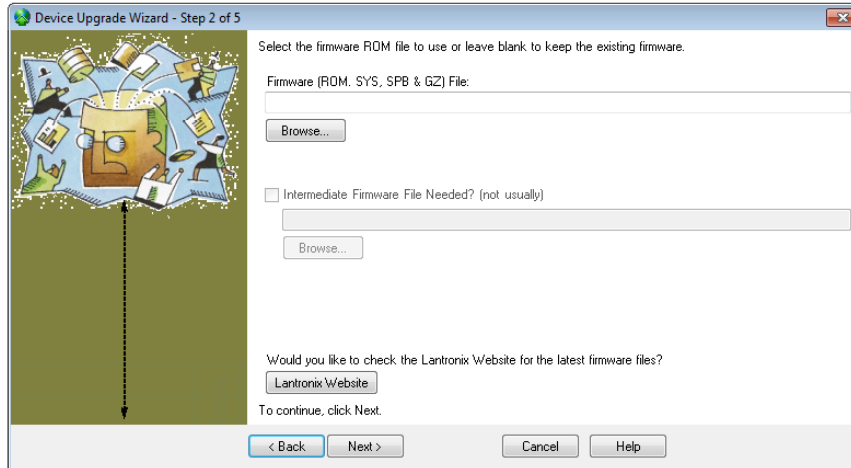 Device Upgrade Wizard - Step 2 of 5
Select the firmware ROM file to use or leave blank to keep the existing firmware.
Firmware (ROM. SYS, SPB & GZ) File:
Browse...
Intermediate Firmware File Needed? (not usually)
Browse...
Would you like to check the Lantronix Website for the latest firmware files?
Lantronix Website
To continue, click Next.
< Back Next > Cancel Help